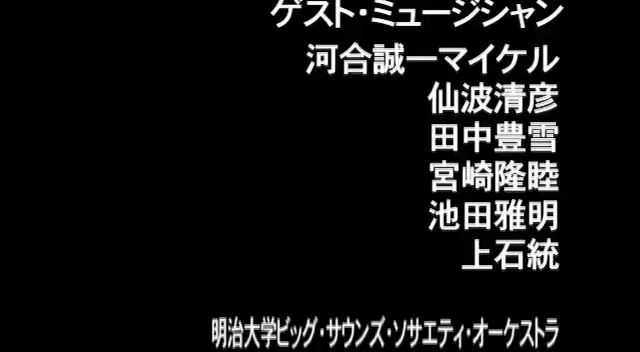 ゲスト・ミュージシャン
河合誠一マイケル
仙波清彦
田中豊雪
宮崎隆睦
池田雅明
上石統
明治大学ビッグ・サウンズ・ソサエティ・オーケストラ